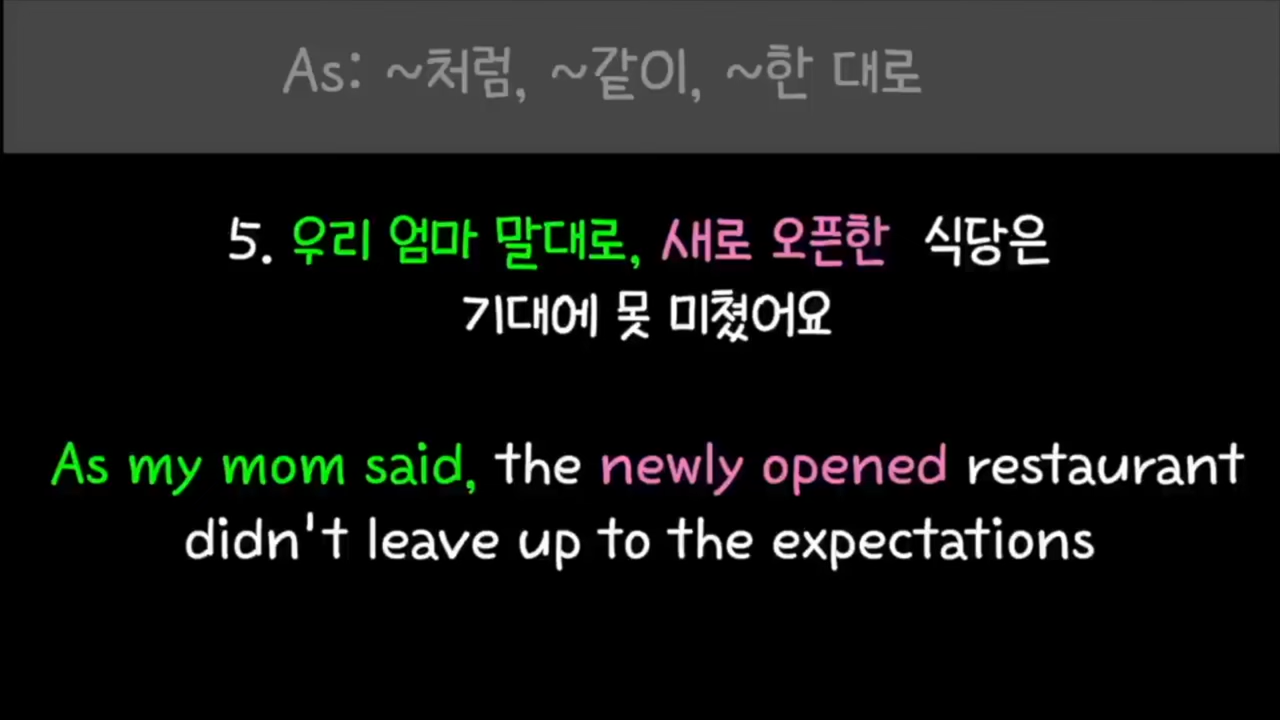 As: ~처럼, ~같이, ~한 대로
5. 우리 엄마 말대로, 새로 오픈한 식당은
기대에 못 미쳤어요
As my mom said, the newly opened restaurant
didn't leave up to the expectations